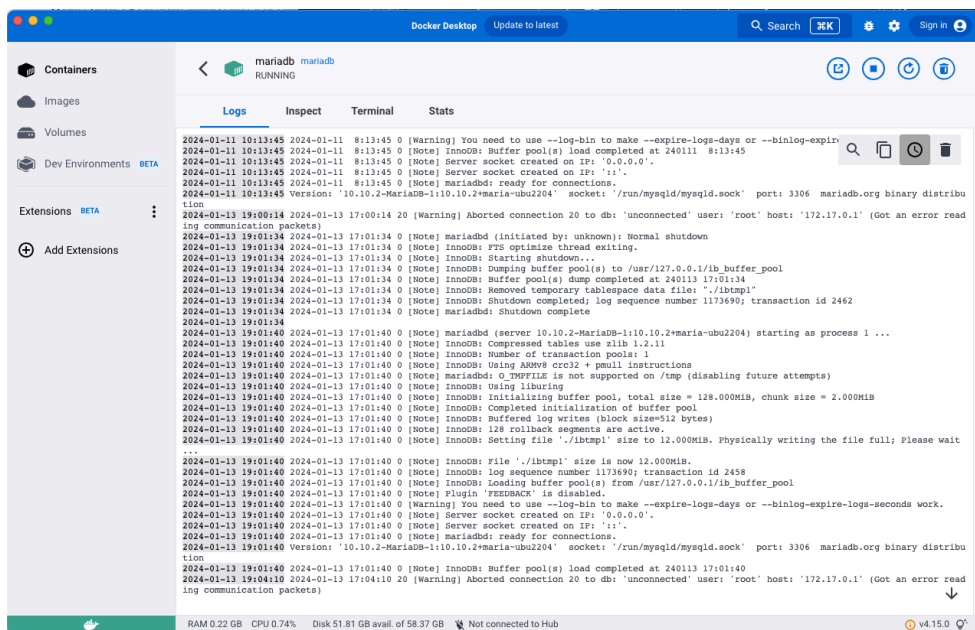 Docker Desktop
Update to latest
Search
⌘K
Sign in
Containers
Images
Volumes
Dev Environments BETA
Extensions BETA
Add Extensions
mariadb mariadb
RUNNING
Logs
Inspect
Terminal
Stats
2024-01-11 10:13:45 2024-01-11  8:13:45 0 [Warning] You need to use --log-bin to make --expire-logs-days or --binlog-expir
2024-01-11 10:13:45 2024-01-11  8:13:45 0 [Note] InnoDB: Buffer pool(s) load completed at 240111  8:13:45
2024-01-11 10:13:45 2024-01-11  8:13:45 0 [Note] Server socket created on IP: '0.0.0.0'.
2024-01-11 10:13:45 2024-01-11  8:13:45 0 [Note] Server socket created on IP: '::'.
2024-01-11 10:13:45 2024-01-11  8:13:45 0 [Note] mariadbd: ready for connections.
2024-01-11 10:13:45 Version: '10.10.2-MariaDB-1:10.10.2+maria-ubu2204'  socket: '/run/mysqld/mysqld.sock'  port: 3306  mariadb.org binary distribu
tion
2024-01-13 19:00:14 2024-01-13 17:00:14 20 [Warning] Aborted connection 20 to db: 'unconnected' user: 'root' host: '172.17.0.1' (Got an error read
ing communication packets)
2024-01-13 19:01:34 2024-01-13 17:01:34 0 [Note] mariadbd (initiated by: unknown): Normal shutdown
2024-01-13 19:01:34 2024-01-13 17:01:34 0 [Note] InnoDB: FTS optimize thread exiting.
2024-01-13 19:01:34 2024-01-13 17:01:34 0 [Note] InnoDB: Starting shutdown...
2024-01-13 19:01:34 2024-01-13 17:01:34 0 [Note] InnoDB: Dumping buffer pool(s) to /usr/127.0.0.1/ib_buffer_pool
2024-01-13 19:01:34 2024-01-13 17:01:34 0 [Note] InnoDB: Buffer pool(s) dump completed at 240113 17:01:34
2024-01-13 19:01:34 2024-01-13 17:01:34 0 [Note] InnoDB: Removed temporary tablespace data file: "./ibtmp1"
2024-01-13 19:01:34 2024-01-13 17:01:34 0 [Note] InnoDB: Shutdown completed; log sequence number 1173690; transaction id 2462
2024-01-13 19:01:34 2024-01-13 17:01:34 0 [Note] mariadbd: Shutdown complete
2024-01-13 19:01:34
2024-01-13 19:01:40 2024-01-13 17:01:40 0 [Note] mariadbd (server 10.10.2-MariaDB-1:10.10.2+maria-ubu2204) starting as process 1 ...
2024-01-13 19:01:40 2024-01-13 17:01:40 0 [Note] InnoDB: Compressed tables use zlib 1.2.11
2024-01-13 19:01:40 2024-01-13 17:01:40 0 [Note] InnoDB: Number of transaction pools: 1
2024-01-13 19:01:40 2024-01-13 17:01:40 0 [Note] InnoDB: Using ARMv8 crc32 + pmull instructions
2024-01-13 19:01:40 2024-01-13 17:01:40 0 [Note] mariadbd: O_TMPFILE is not supported on /tmp (disabling future attempts)
2024-01-13 19:01:40 2024-01-13 17:01:40 0 [Note] InnoDB: Using liburing
2024-01-13 19:01:40 2024-01-13 17:01:40 0 [Note] InnoDB: Initializing buffer pool, total size = 128.000MiB, chunk size = 2.000MiB
2024-01-13 19:01:40 2024-01-13 17:01:40 0 [Note] InnoDB: Completed initialization of buffer pool
2024-01-13 19:01:40 2024-01-13 17:01:40 0 [Note] InnoDB: Buffered log writes (block size=512 bytes)
2024-01-13 19:01:40 2024-01-13 17:01:40 0 [Note] InnoDB: 128 rollback segments are active.
2024-01-13 19:01:40 2024-01-13 17:01:40 0 [Note] InnoDB: Setting file './ibtmp1' size to 12.000MiB. Physically writing the file full; Please wait
...
2024-01-13 19:01:40 2024-01-13 17:01:40 0 [Note] InnoDB: File './ibtmp1' size is now 12.000MiB.
2024-01-13 19:01:40 2024-01-13 17:01:40 0 [Note] InnoDB: log sequence number 1173690; transaction id 2458
2024-01-13 19:01:40 2024-01-13 17:01:40 0 [Note] InnoDB: Loading buffer pool(s) from /usr/127.0.0.1/ib_buffer_pool
2024-01-13 19:01:40 2024-01-13 17:01:40 0 [Note] Plugin 'FEEDBACK' is disabled.
2024-01-13 19:01:40 2024-01-13 17:01:40 0 [Warning] You need to use --log-bin to make --expire-logs-days or --binlog-expire-logs-seconds work.
2024-01-13 19:01:40 2024-01-13 17:01:40 0 [Note] Server socket created on IP: '0.0.0.0'.
2024-01-13 19:01:40 2024-01-13 17:01:40 0 [Note] Server socket created on IP: '::'.
2024-01-13 19:01:40 2024-01-13 17:01:40 0 [Note] mariadbd: ready for connections.
2024-01-13 19:01:40 Version: '10.10.2-MariaDB-1:10.10.2+maria-ubu2204'  socket: '/run/mysqld/mysqld.sock'  port: 3306  mariadb.org binary distribu
tion
2024-01-13 19:01:40 2024-01-13 17:01:40 0 [Note] InnoDB: Buffer pool(s) load completed at 240113 17:01:40
2024-01-13 19:04:10 2024-01-13 17:04:10 20 [Warning] Aborted connection 20 to db: 'unconnected' user: 'root' host: '172.17.0.1' (Got an error read
ing communication packets)
RAM 0.22 GB CPU 0.74% Disk 51.81 GB avail. of 58.37 GB Not connected to Hub
v4.15.0